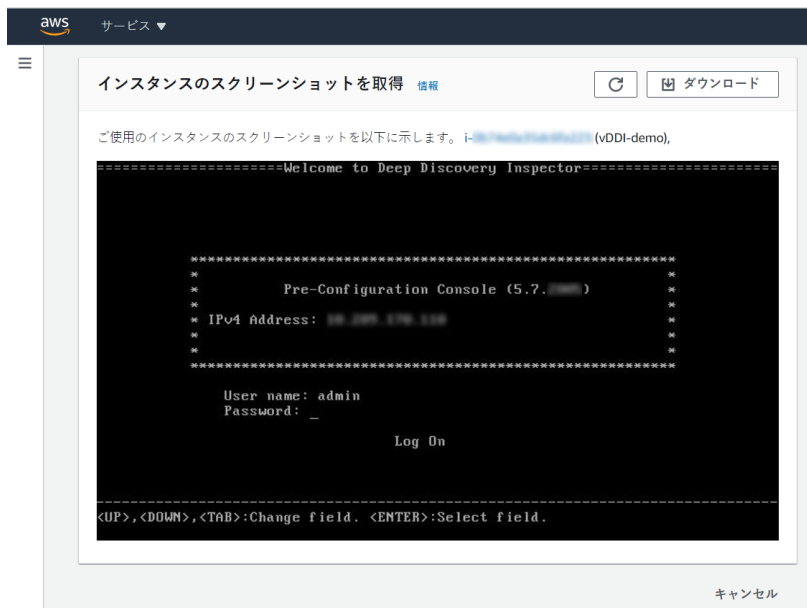 aws サービス ▼
インスタンスのスクリーンショットを取得 情報 ダウンロード
ご使用のインスタンスのスクリーンショットを以下に示します。 i- (vDDI-demo),
======================Welcome to Deep Discovery Inspector=======================
*********************************************************
* *
* Pre-Configuration Console (5.7. ) *
* *
* IPv4 Address: *
* *
* *
*********************************************************
User name: admin
Password: _
Log On
--------------------------------------------------------------------------------
<UP>,<DOWN>,<TAB>:Change field. <ENTER>:Select field.
キャンセル